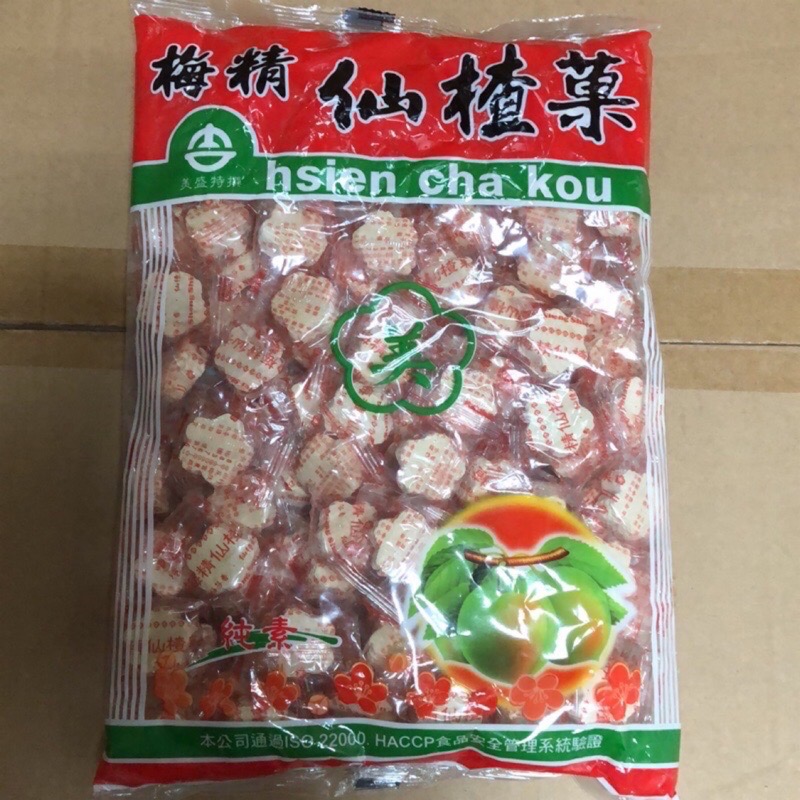 梅精 仙楂菓
美盛特撰
hsien cha kou
美
純素
本公司通過ISO 22000. HACCP食品安全管理系統驗證